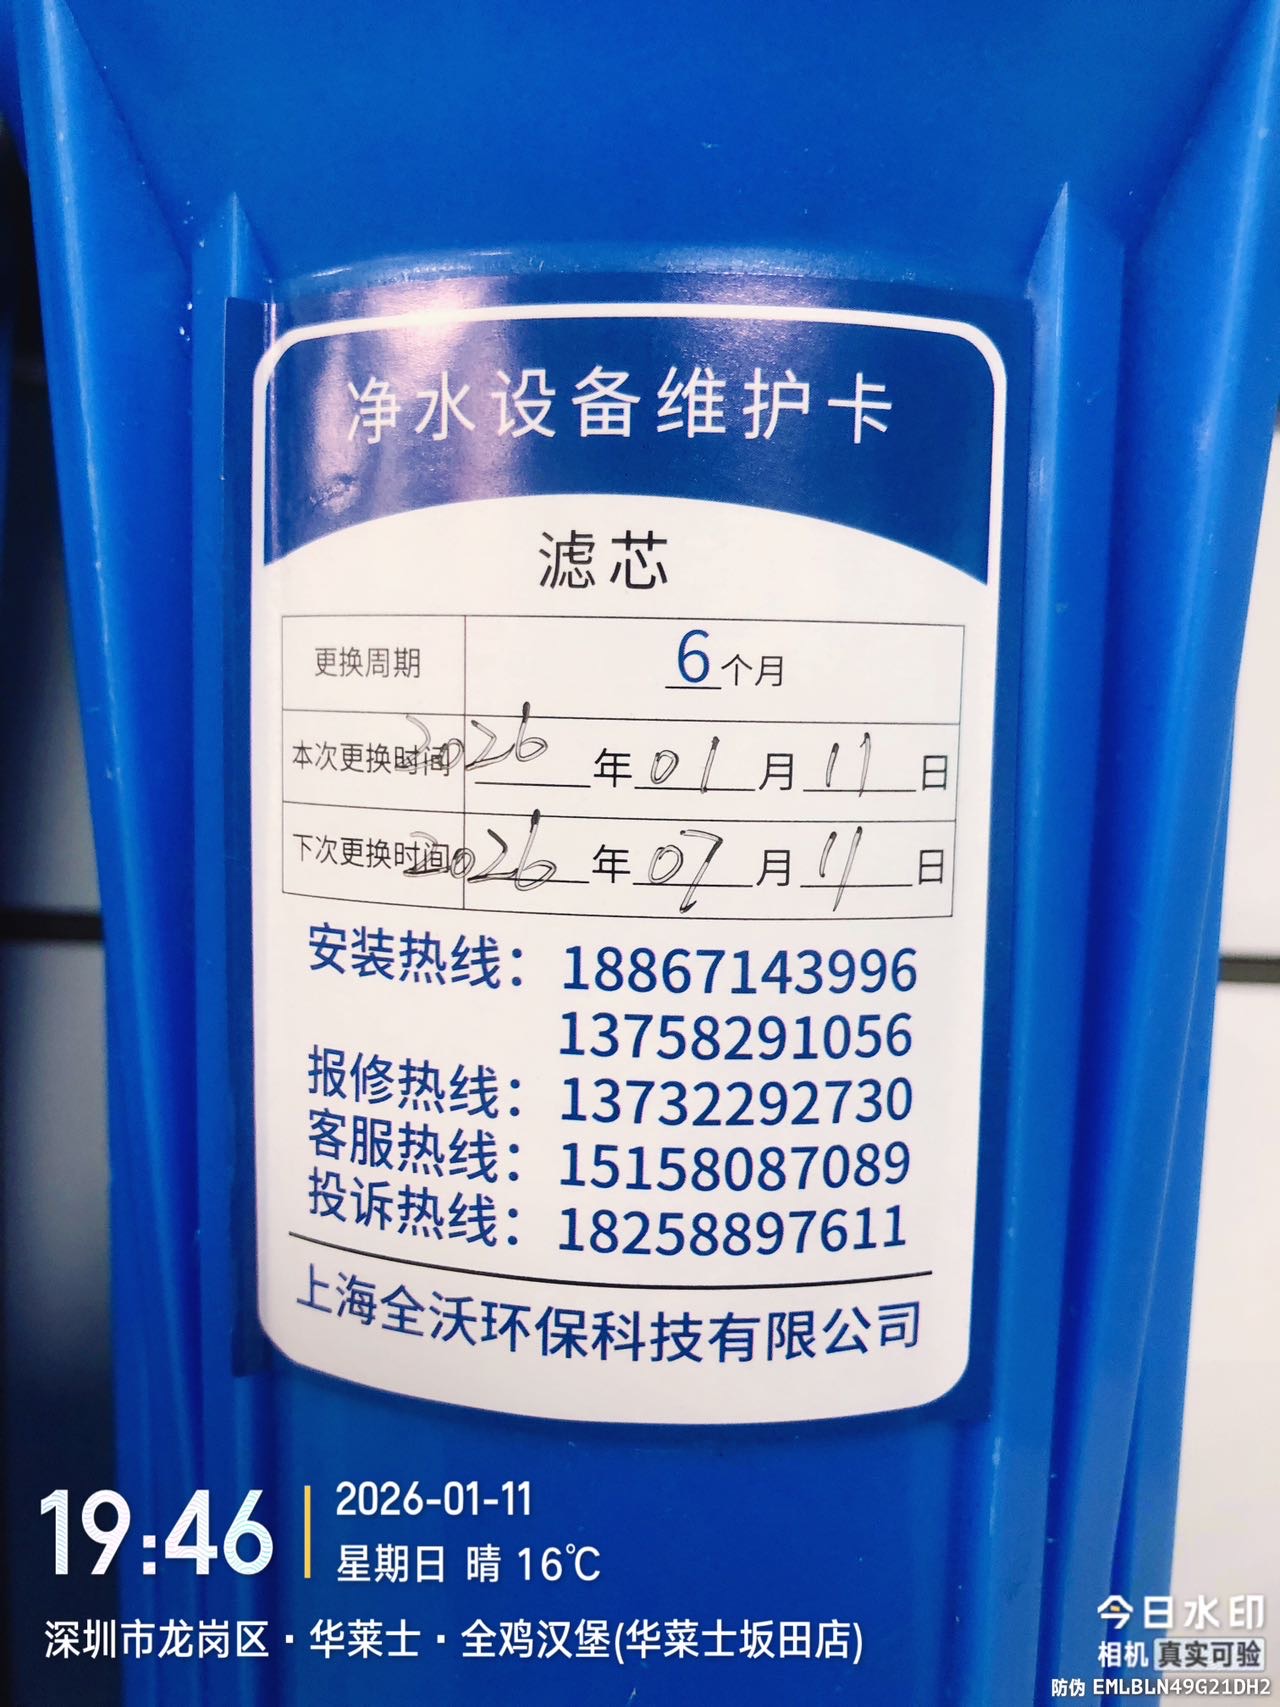 净水设备维护卡
滤芯
更换周期 6个月
本次更换时间 2026年01月11日
下次更换时间 2026年07月11日
安装热线：18867143996
13758291056
报修热线：13732292730
客服热线：15158087089
投诉热线：18258897611
上海全沃环保科技有限公司
19:46
2026-01-11
星期日 晴 16℃
深圳市龙岗区·华莱士·全鸡汉堡(华莱士坂田店)
今日水印
相机 真实可验
防伪 EMLBLN49G21DH2